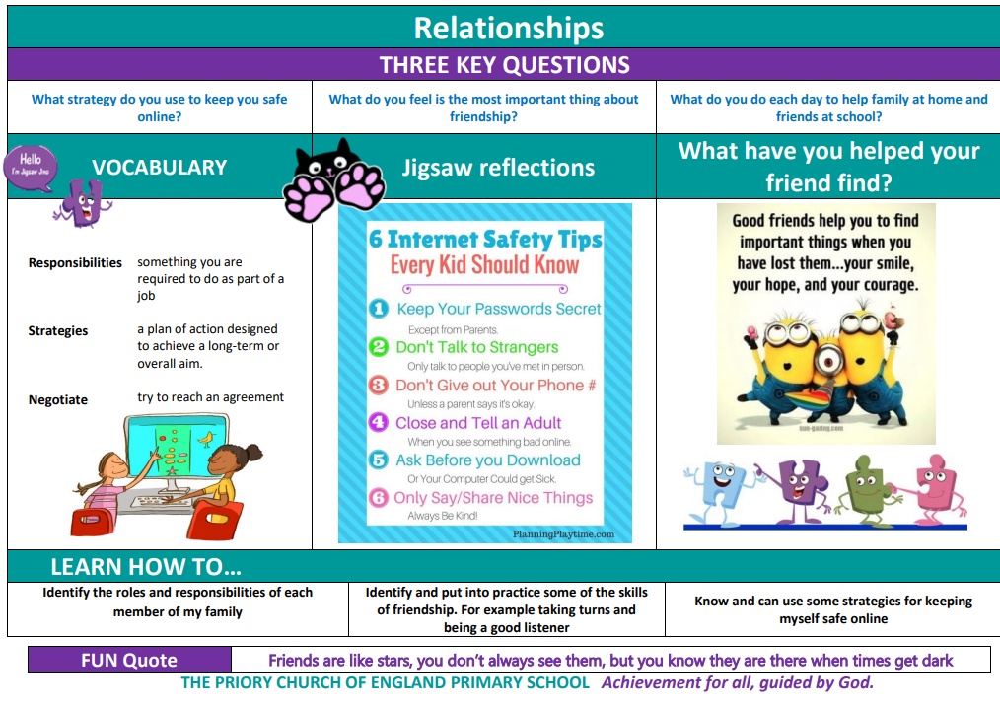 Relationships
THREE KEY QUESTIONS
What strategy do you use to keep you safe
online?
What do you feel is the most important thing about
friendship?
What do you do each day to help family at home and
friends at school?
Hello
I'm Jigsaw Jino
VOCABULARY
Jigsaw reflections
What have you helped your
friend find?
Responsibilities
something you are
required to do as part of a
job
Strategies
a plan of action designed
to achieve a long-term or
overall aim.
Negotiate
try to reach an agreement
6 Internet Safety Tips
Every Kid Should Know
1 Keep Your Passwords Secret
Except from Parents.
2 Don't Talk to Strangers
Only talk to people you've met in person.
3 Don't Give out Your Phone #
Unless a parent says it's okay.
4 Close and Tell an Adult
When you see something bad online.
5 Ask Before you Download
Or Your Computer Could get Sick.
6 Only Say/Share Nice Things
Always Be Kind!
PlanningPlaytime.com
Good friends help you to find
important things when you
have lost them...your smile,
your hope, and your courage.
sun-gazing.com
LEARN HOW TO...
Identify the roles and responsibilities of each
member of my family
Identify and put into practice some of the skills
of friendship. For example taking turns and
being a good listener
Know and can use some strategies for keeping
myself safe online
FUN Quote
Friends are like stars, you don't always see them, but you know they are there when times get dark
THE PRIORY CHURCH OF ENGLAND PRIMARY SCHOOL Achievement for all, guided by God.